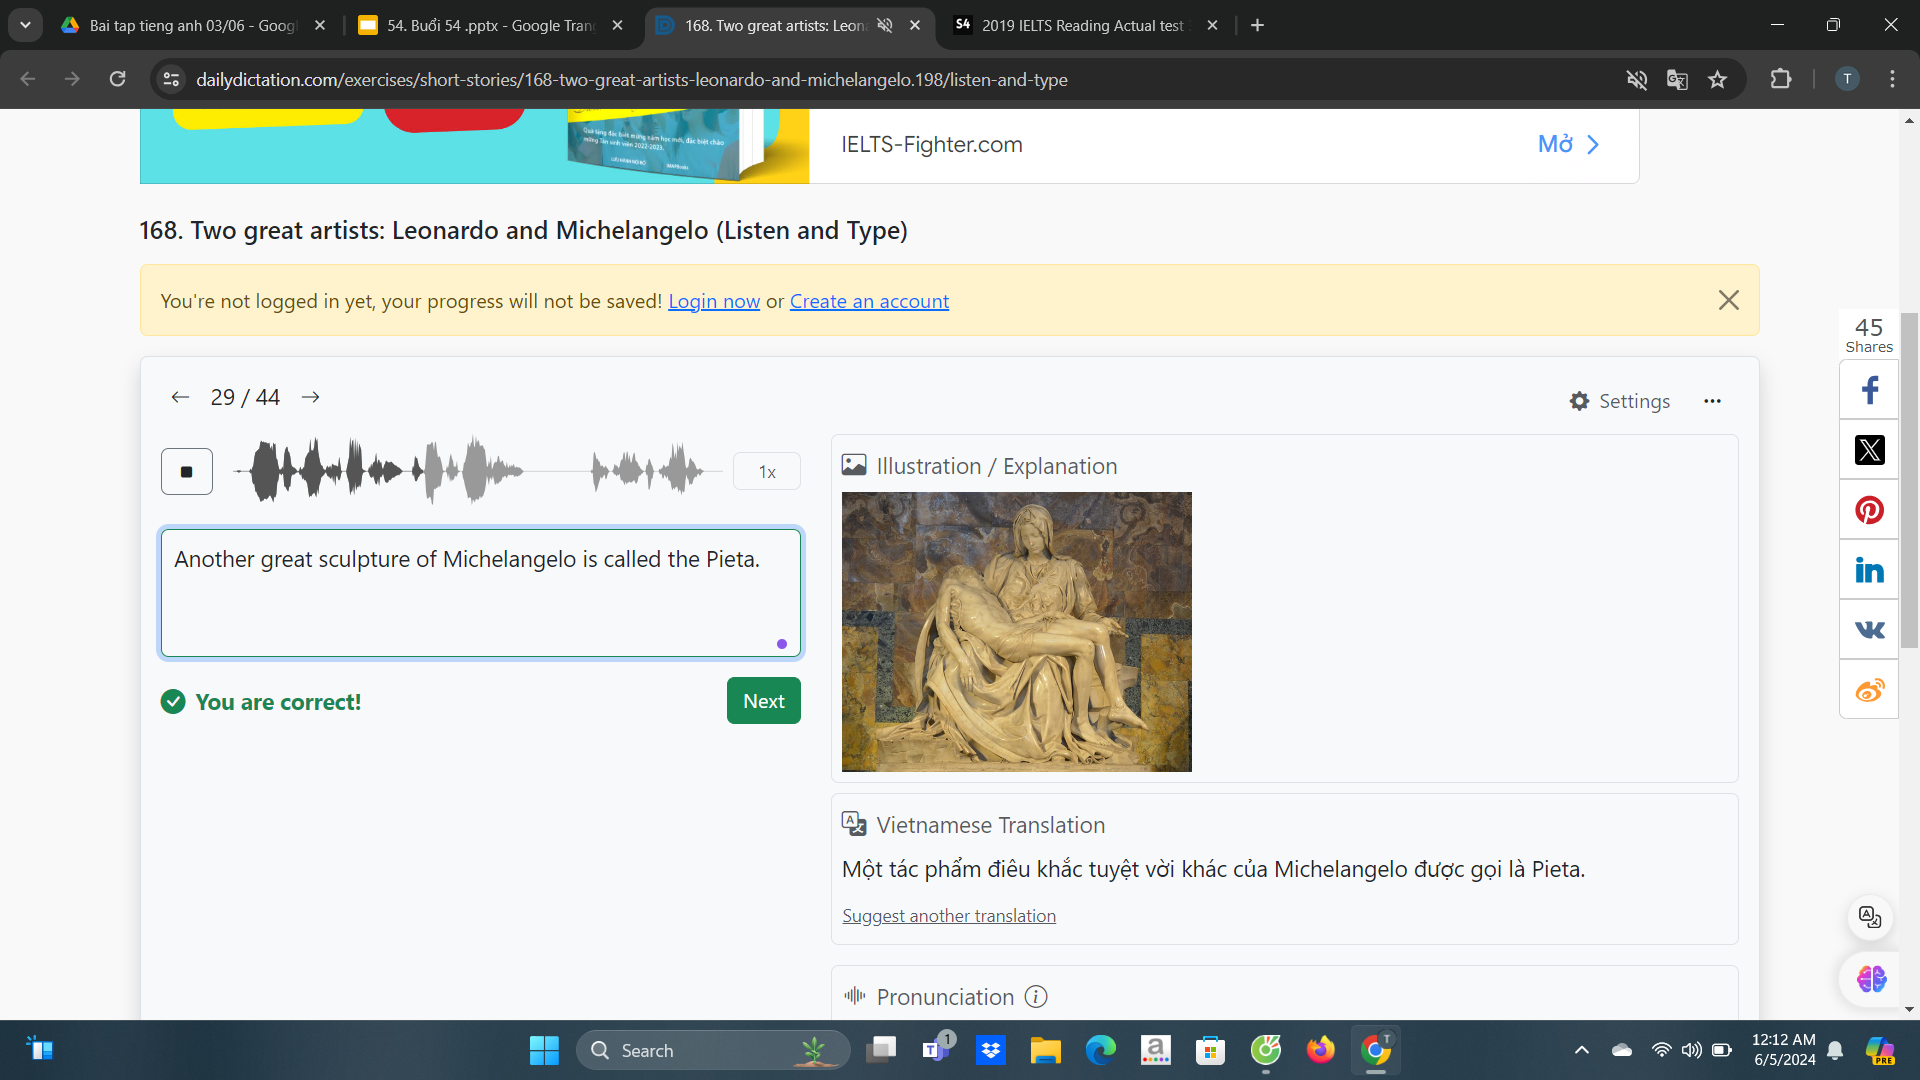 Bai tap tieng anh 03/06 - Googl
54. Buổi 54 .pptx - Google Tran
168. Two great artists: Leon
S4
2019 IELTS Reading Actual test
dailydictation.com/exercises/short-stories/168-two-great-artists-leonardo-and-michelangelo.198/listen-and-type
T
IELTS-Fighter.com
Mở
168. Two great artists: Leonardo and Michelangelo (Listen and Type)
You're not logged in yet, your progress will not be saved! Login now or Create an account
45
Shares
29 / 44
Settings
1x
Illustration / Explanation
Another great sculpture of Michelangelo is called the Pieta.
You are correct!
Next
Vietnamese Translation
Một tác phẩm điêu khắc tuyệt vời khác của Michelangelo được gọi là Pieta.
Suggest another translation
Pronunciation
Search
1
12:12 AM
6/5/2024
PRE